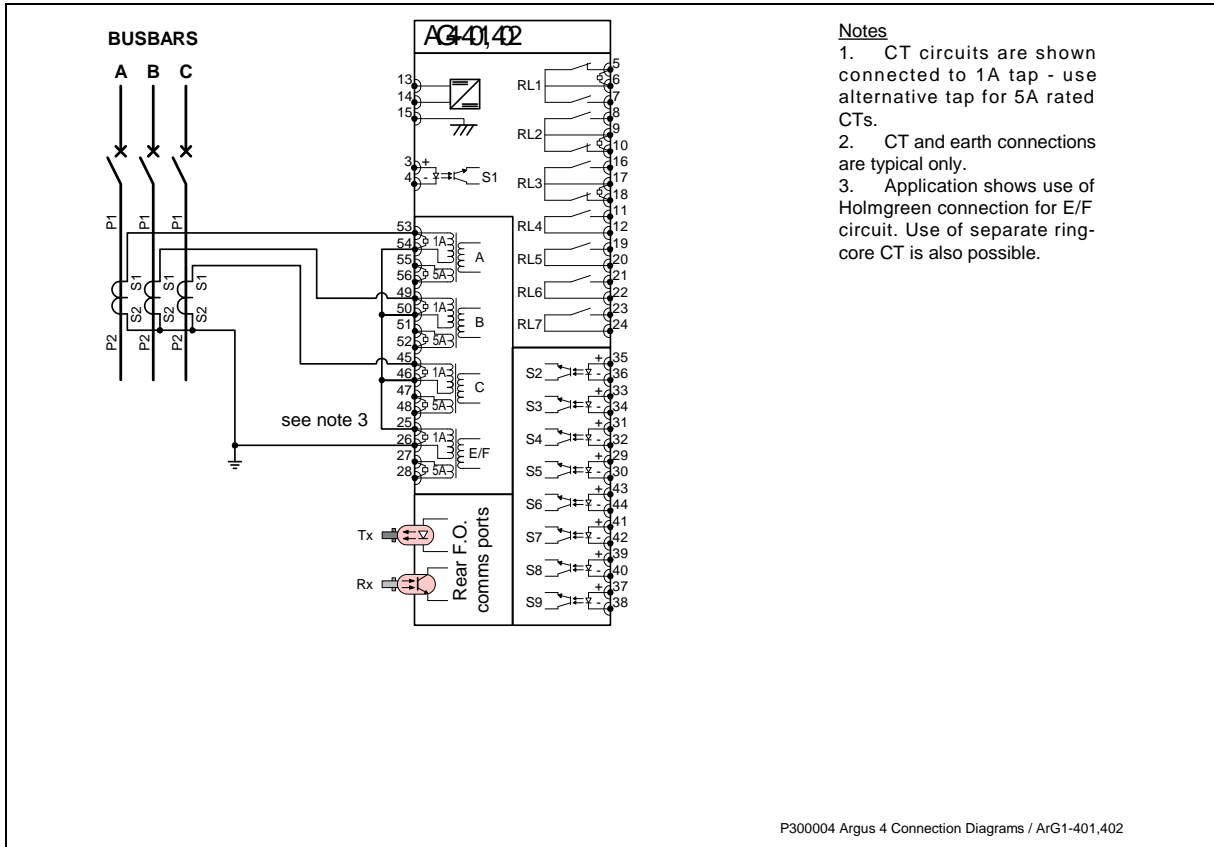 BUSBARS
A B C
P1 P1 P1
S1 S1 S1
S2 S2 S2
P2 P2 P2
see note 3
13
14
15
3 +
4 - S1
53
54 1A
55 A
56 5A
49
50 1A
51 B
52 5A
45
46 1A
47 C
48 5A
25
26 1A
27 E/F
28 5A
Tx
Rx
Rear F.O.
comms ports
RL1 5
6
7
RL2 8
9
10
RL3 16
17
18
RL4 11
12
RL5 19
20
RL6 21
22
RL7 23
24
S2 + 35
- 36
S3 + 33
- 34
S4 + 31
- 32
S5 + 29
- 30
S6 + 43
- 44
S7 + 41
- 42
S8 + 39
- 40
S9 + 37
- 38
Notes
1. CT circuits are shown
connected to 1A tap - use
alternative tap for 5A rated
CTs.
2. CT and earth connections
are typical only.
3. Application shows use of
Holmgreen connection for E/F
circuit. Use of separate ring-
core CT is also possible.
P300004 Argus 4 Connection Diagrams / ArG1-401,402